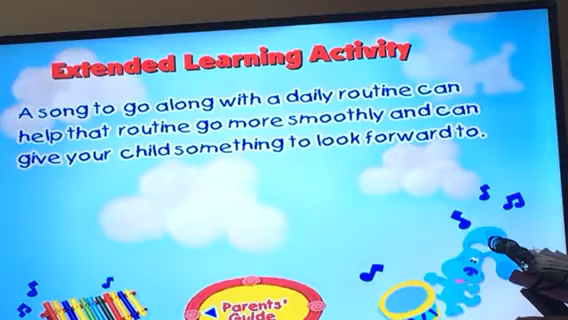 Extended Learning Activity
A song to go along with a daily routine can
help that routine go more smoothly and can
give your child something to look forward to.
Parents'
Guide